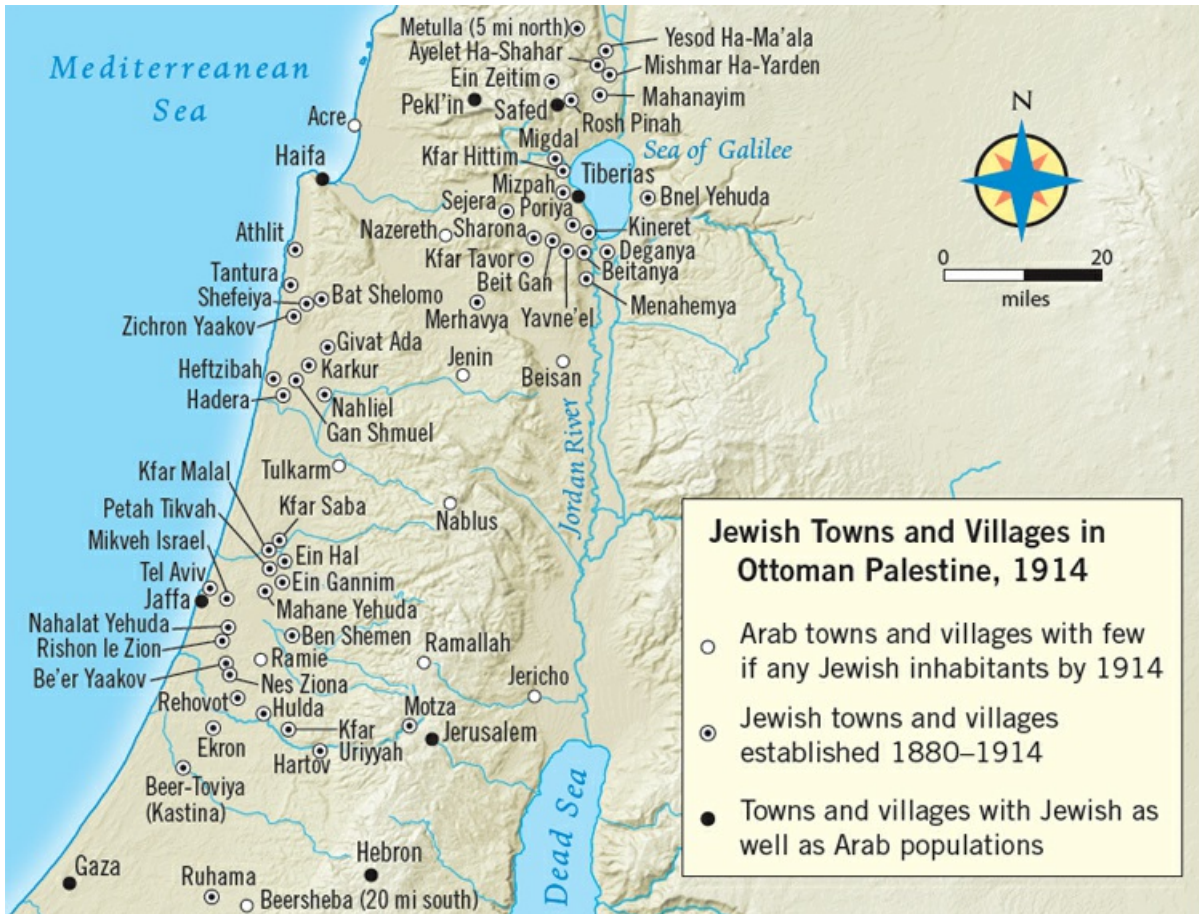 Mediterreanean
Sea
Metulla (5 mi north)
Ayelet Ha-Shahar
Yesod Ha-Ma'ala
Mishmar Ha-Yarden
Ein Zeitim
Pekl'in
Safed
Mahanayim
Rosh Pinah
Acre
Migdal
Sea of Galilee
Haifa
Kfar Hittim
Tiberias
Mizpah
Bnel Yehuda
Sejera
Poriya
Nazereth
Sharona
Kineret
Athlit
Kfar Tavor
Deganya
Beit Gan
Beitanya
Tantura
Shefeiya
Bat Shelomo
Menahemya
Zichron Yaakov
Merhavya
Yavne'el
Givat Ada
Jenin
Heftzibah
Karkur
Beisan
Hadera
Nahliel
Gan Shmuel
Jordan River
Kfar Malal
Tulkarm
Petah Tikvah
Kfar Saba
Nablus
Mikveh Israel
Ein Hal
Tel Aviv
Ein Gannim
Jaffa
Mahane Yehuda
Nahalat Yehuda
Ben Shemen
Ramallah
Rishon le Zion
Ramie
Be'er Yaakov
Nes Ziona
Jericho
Rehovot
Hulda
Motza
Ekron
Kfar
Uriyyah
Jerusalem
Hartov
Beer-Toviya
(Kastina)
Dead Sea
Hebron
Gaza
Ruhama
Beersheba (20 mi south)
N
0 20
miles
Jewish Towns and Villages in
Ottoman Palestine, 1914
Arab towns and villages with few
if any Jewish inhabitants by 1914
Jewish towns and villages
established 1880–1914
Towns and villages with Jewish as
well as Arab populations